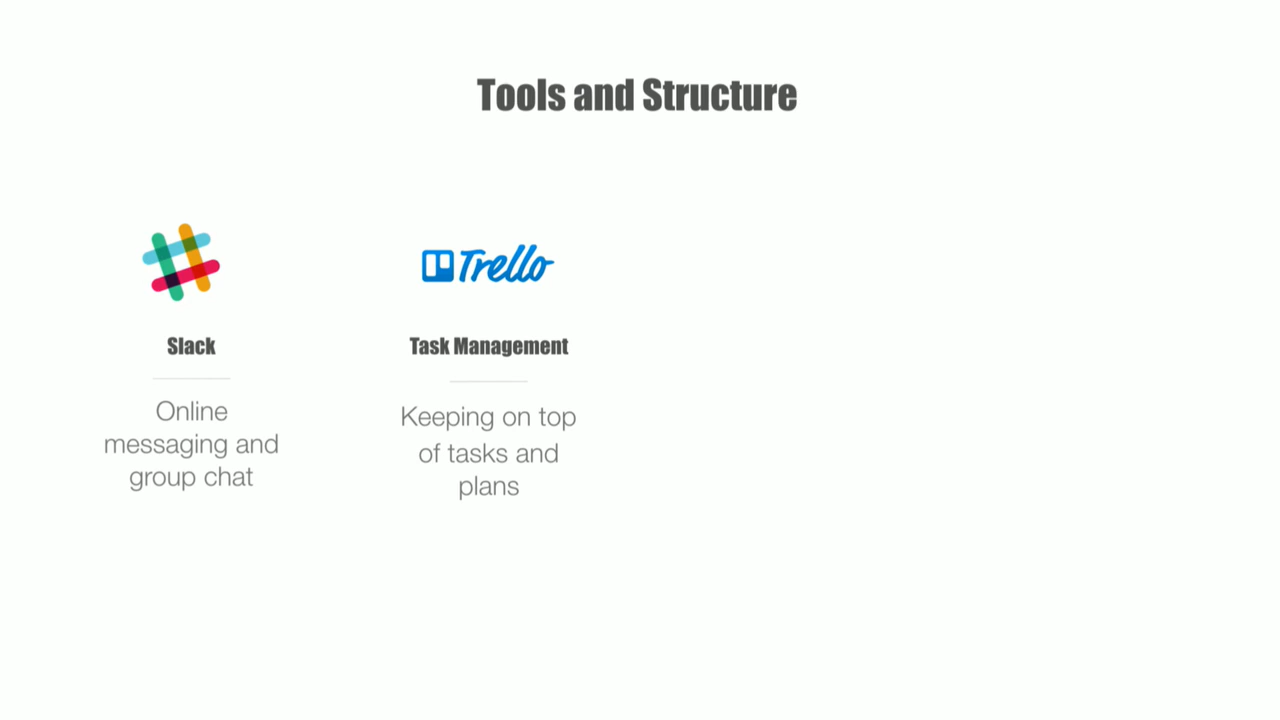 Tools and Structure
Trello
Slack
Online
messaging and
group chat
Task Management
Keeping on top
of tasks and
plans